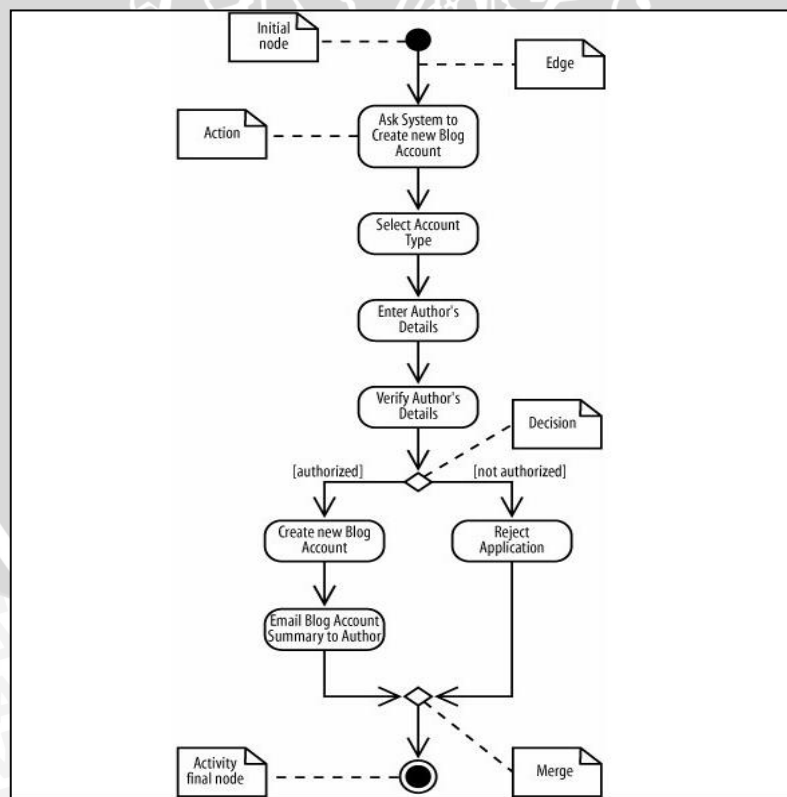 Initial
node
Edge
Ask System to
Create new Blog
Account
Action
Select Account
Type
Enter Author's
Details
Verify Author's
Details
Decision
[authorized]
[not authorized]
Create new Blog
Account
Reject
Application
Email Blog Account
Summary to Author
Activity
final node
Merge